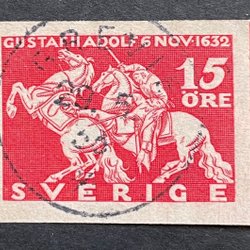 GUSTAF II ADOLF 6 NOV 1632
15
ÖRE
SVERIGE